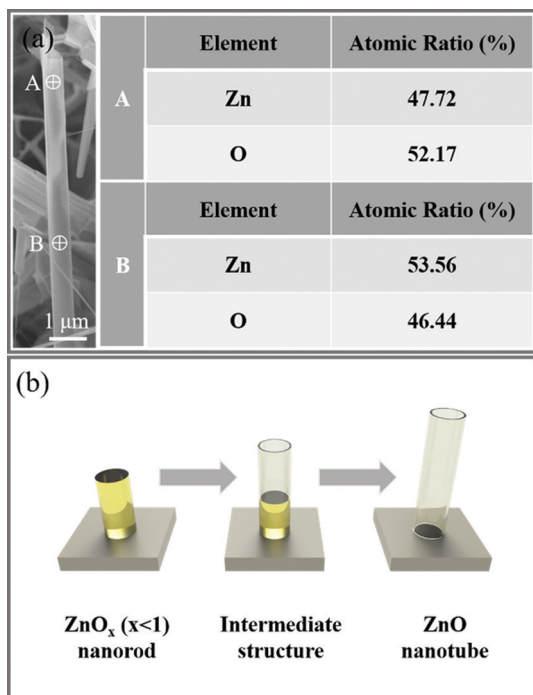 (a)
A
B
1 μm
A
Element Atomic Ratio (%)
Zn 47.72
O 52.17
B
Element Atomic Ratio (%)
Zn 53.56
O 46.44
(b)
ZnOx (x<1)
nanorod
Intermediate
structure
ZnO
nanotube